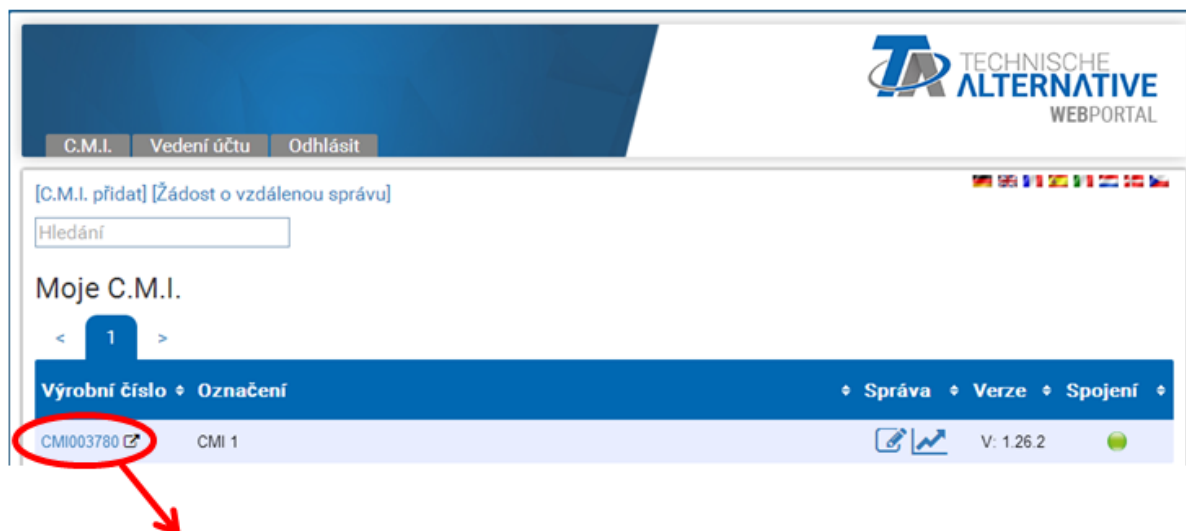 TECHNISCHE
ALTERNATIVE
WEBPORTAL
C.M.I. Vedení účtu Odhlásit
[C.M.I. přidat] [Žádost o vzdálenou správu]
Hledání
Moje C.M.I.
< 1 >
Výrobní číslo Označení Správa Verze Spojení
CMI003780 CMI 1 V: 1.26.2